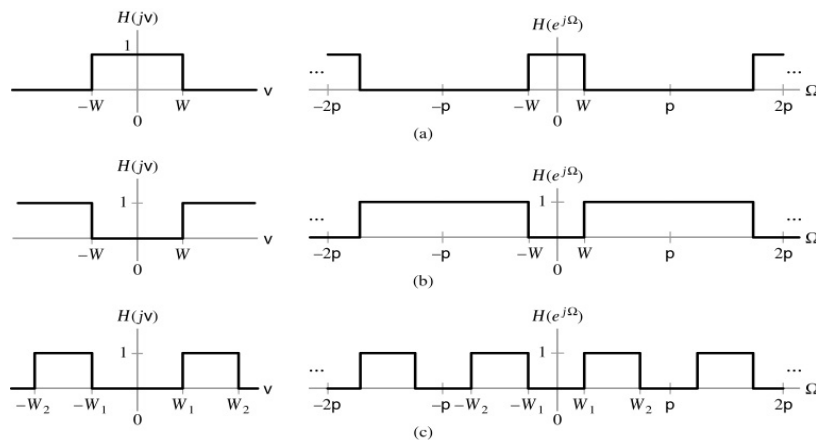 H(jv) H(e^{jΩ})
1
... ...
−W W v −2p −p −W W p 2p Ω
0 0
(a)
H(jv) H(e^{jΩ})
1 1
... ...
−W W v −2p −p −W W p 2p Ω
0 0
(b)
H(jv) H(e^{jΩ})
1 1
... ...
−W₂ −W₁ W₁ W₂ v −2p −p −W₂ −W₁ W₁ W₂ p 2p Ω
0 0
(c)